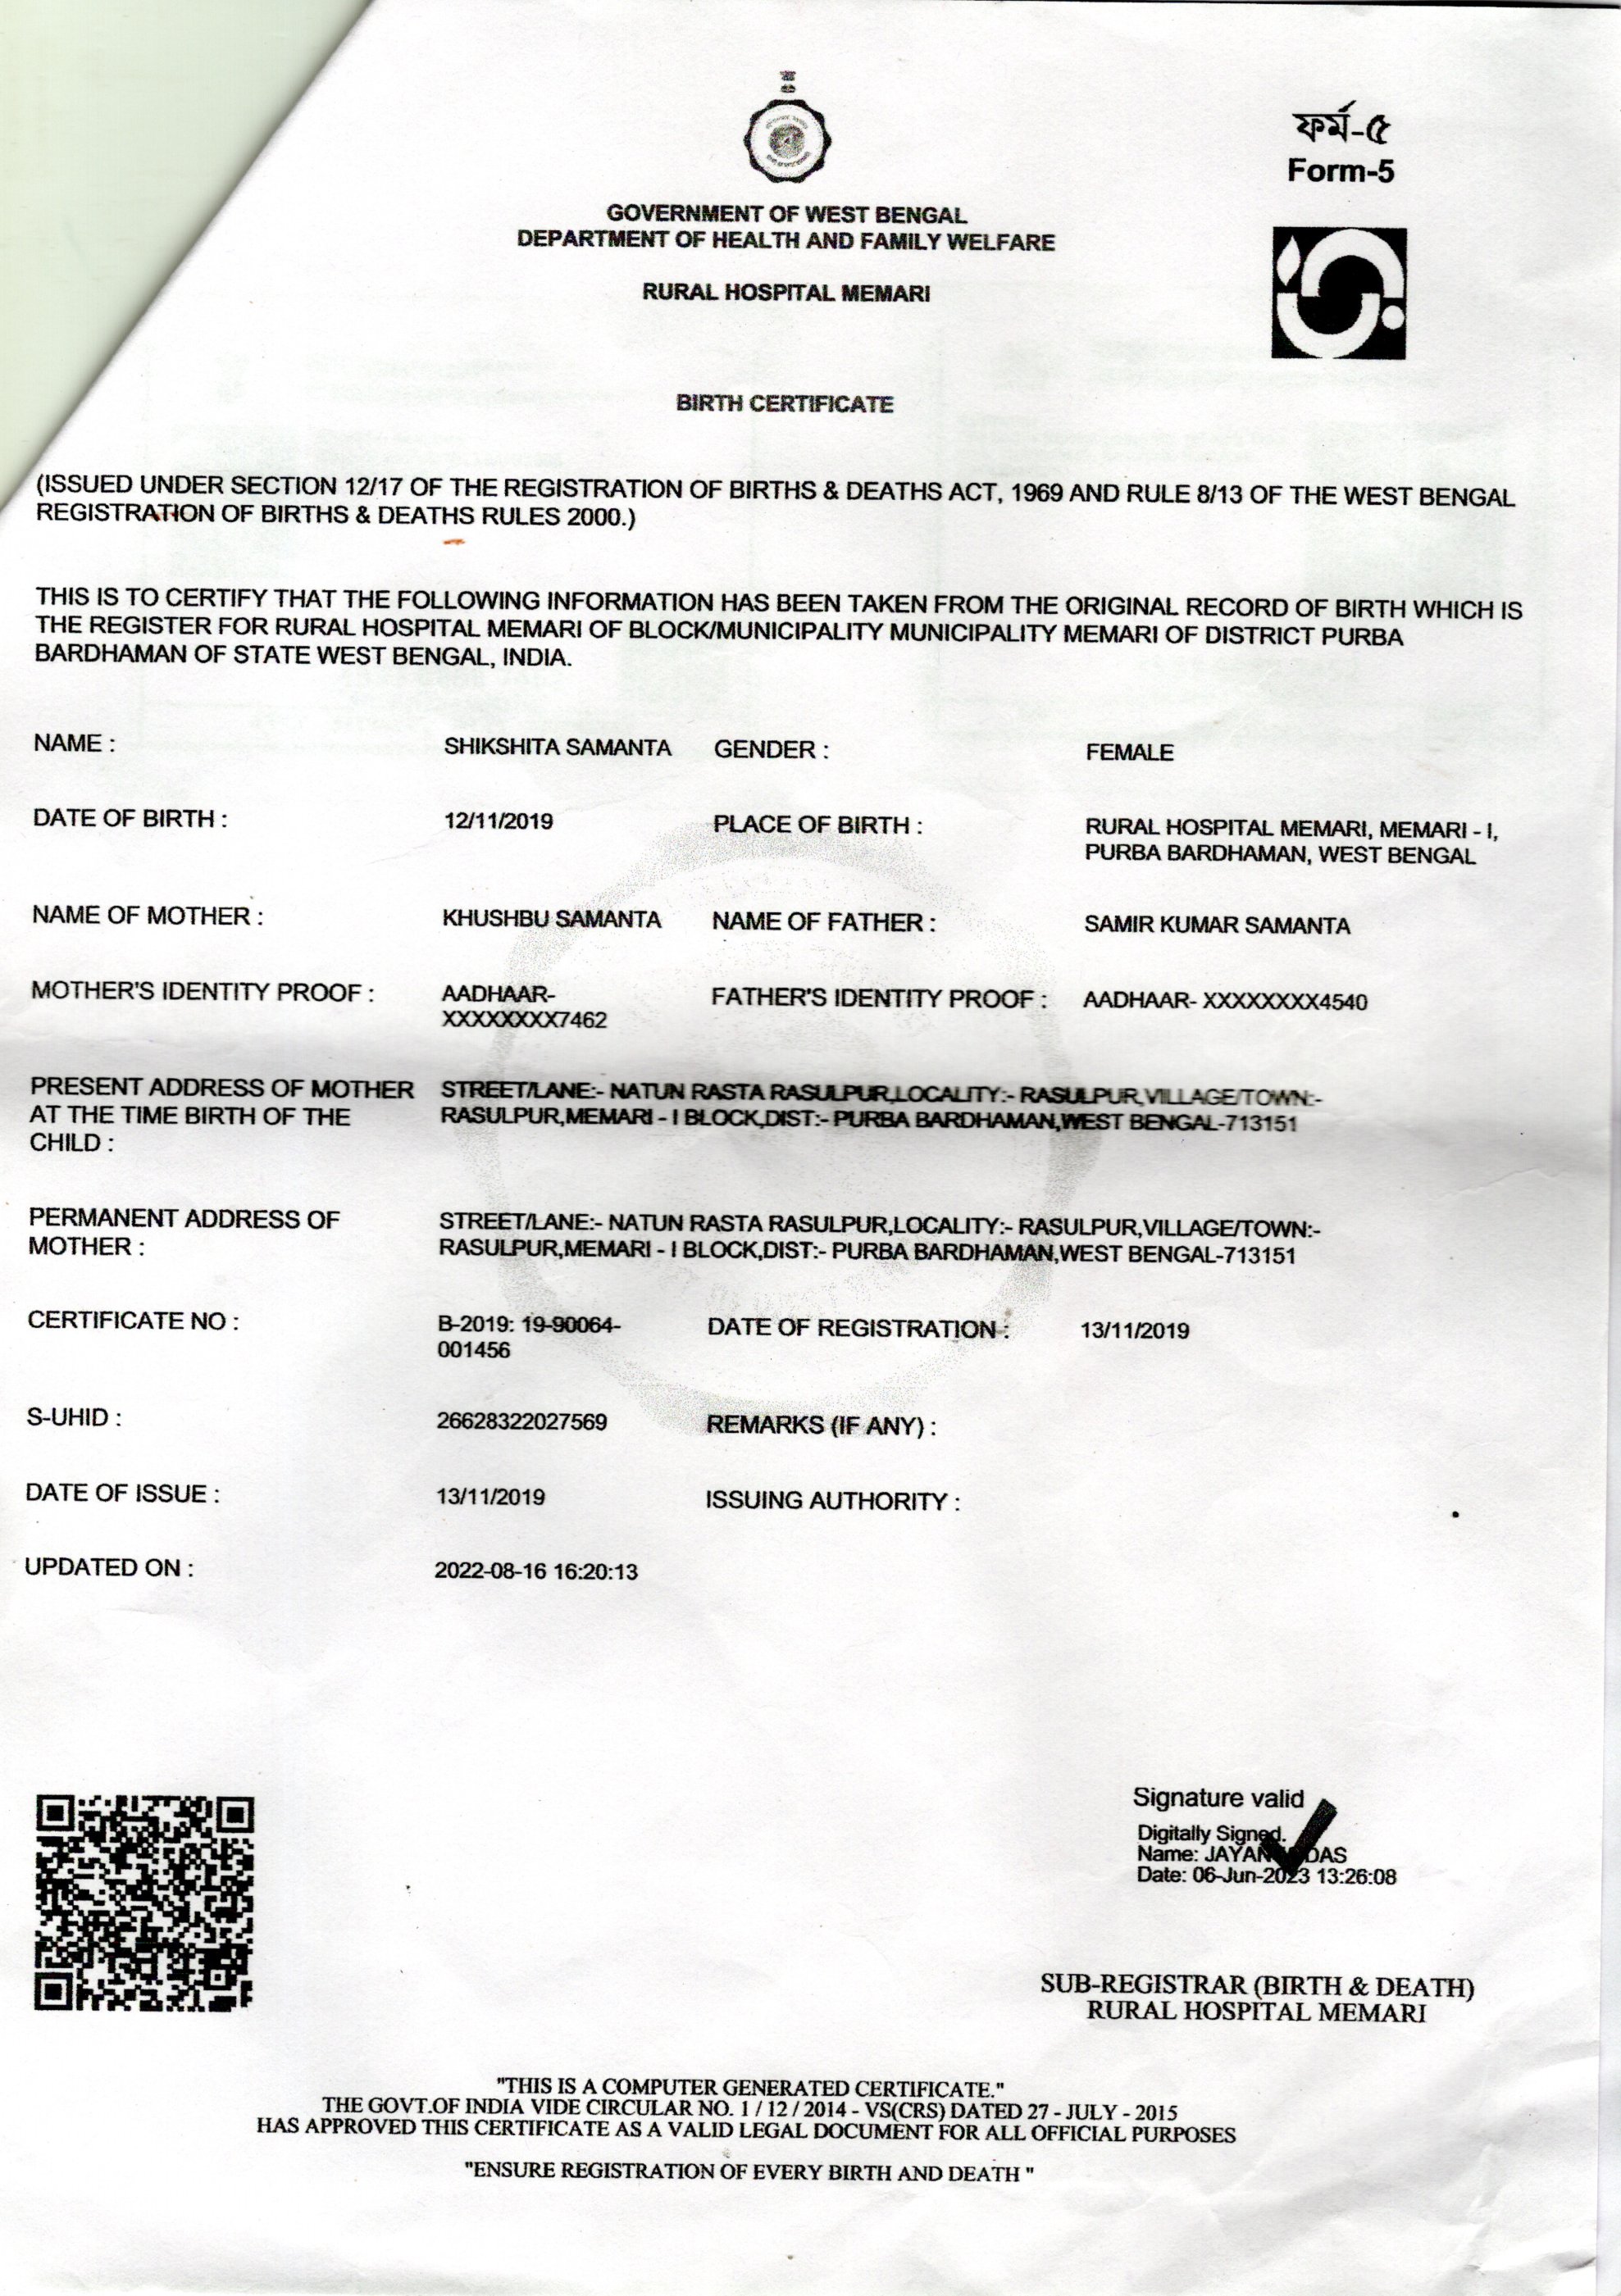 ফর্ম-৫
Form-5
GOVERNMENT OF WEST BENGAL
DEPARTMENT OF HEALTH AND FAMILY WELFARE
RURAL HOSPITAL MEMARI
BIRTH CERTIFICATE
(ISSUED UNDER SECTION 12/17 OF THE REGISTRATION OF BIRTHS & DEATHS ACT, 1969 AND RULE 8/13 OF THE WEST BENGAL
REGISTRATION OF BIRTHS & DEATHS RULES 2000.)
THIS IS TO CERTIFY THAT THE FOLLOWING INFORMATION HAS BEEN TAKEN FROM THE ORIGINAL RECORD OF BIRTH WHICH IS
THE REGISTER FOR RURAL HOSPITAL MEMARI OF BLOCK/MUNICIPALITY MUNICIPALITY MEMARI OF DISTRICT PURBA
BARDHAMAN OF STATE WEST BENGAL, INDIA.
NAME : SHIKSHITA SAMANTA GENDER : FEMALE
DATE OF BIRTH : 12/11/2019 PLACE OF BIRTH : RURAL HOSPITAL MEMARI, MEMARI - I,
PURBA BARDHAMAN, WEST BENGAL
NAME OF MOTHER : KHUSHBU SAMANTA NAME OF FATHER : SAMIR KUMAR SAMANTA
MOTHER'S IDENTITY PROOF : AADHAAR- FATHER'S IDENTITY PROOF : AADHAAR- XXXXXXXX4540
XXXXXXXX7462
PRESENT ADDRESS OF MOTHER STREET/LANE:- NATUN RASTA RASULPUR,LOCALITY:- RASULPUR,VILLAGE/TOWN:-
AT THE TIME BIRTH OF THE RASULPUR,MEMARI - I BLOCK,DIST:- PURBA BARDHAMAN,WEST BENGAL-713151
CHILD :
PERMANENT ADDRESS OF STREET/LANE:- NATUN RASTA RASULPUR,LOCALITY:- RASULPUR,VILLAGE/TOWN:-
MOTHER : RASULPUR,MEMARI - I BLOCK,DIST:- PURBA BARDHAMAN,WEST BENGAL-713151
CERTIFICATE NO : B-2019: 19-90064- DATE OF REGISTRATION : 13/11/2019
001456
S-UHID : 26628322027569 REMARKS (IF ANY) :
DATE OF ISSUE : 13/11/2019 ISSUING AUTHORITY :
UPDATED ON : 2022-08-16 16:20:13
Signature valid
Digitally Signed.
Name: DAS
Date: 06-Jun-2023 13:26:08
SUB-REGISTRAR (BIRTH & DEATH)
RURAL HOSPITAL MEMARI
"THIS IS A COMPUTER GENERATED CERTIFICATE."
THE GOVT.OF INDIA VIDE CIRCULAR NO. 1 / 12 / 2014 - VS(CRS) DATED 27 - JULY - 2015
HAS APPROVED THIS CERTIFICATE AS A VALID LEGAL DOCUMENT FOR ALL OFFICIAL PURPOSES
"ENSURE REGISTRATION OF EVERY BIRTH AND DEATH "